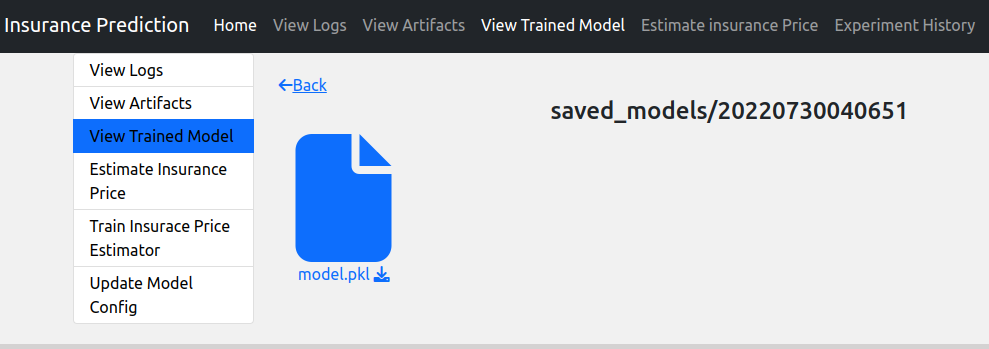 Insurance Prediction Home View Logs View Artifacts View Trained Model Estimate insurance Price Experiment History
View Logs
View Artifacts
View Trained Model
Estimate Insurance
Price
Train Insurace Price
Estimator
Update Model
Config
Back
saved_models/20220730040651
model.pkl